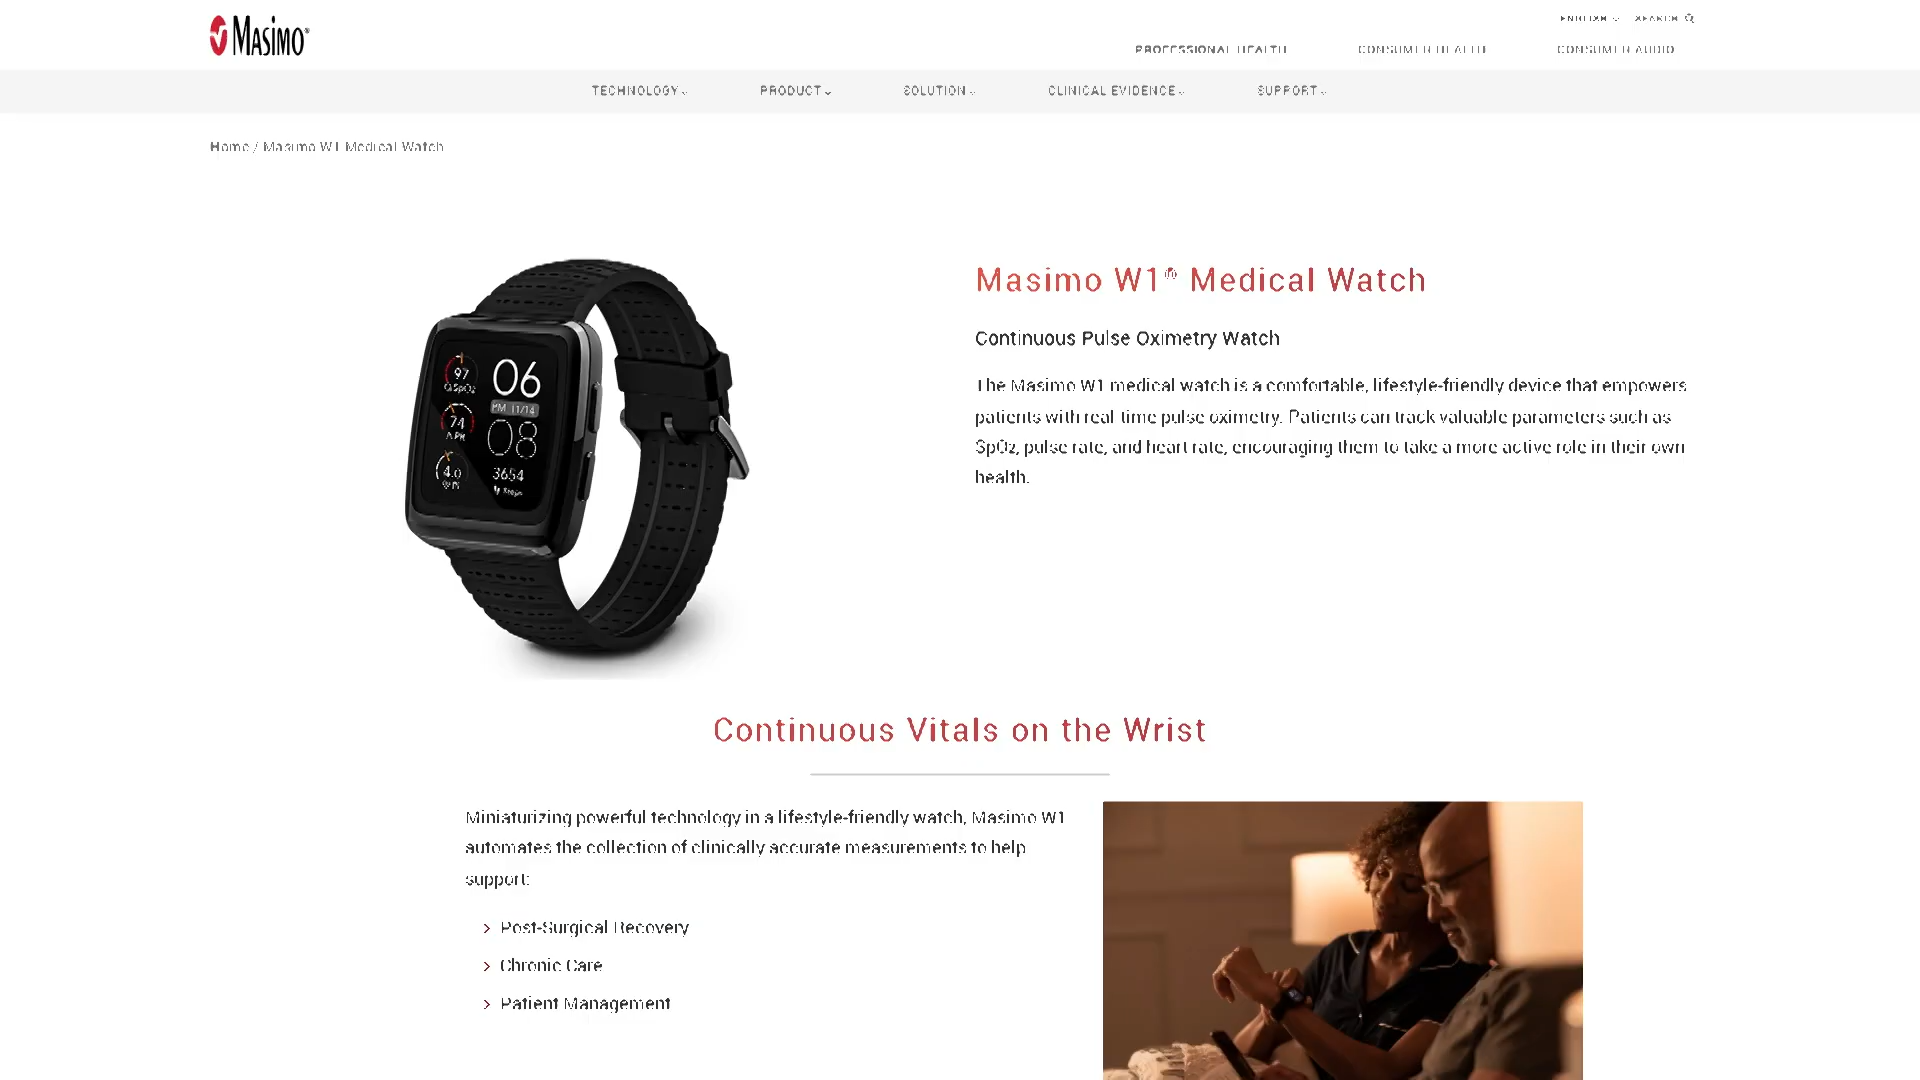 Masimo®
ENGLISH SEARCH
PROFESSIONAL HEALTH CONSUMER HEALTH CONSUMER AUDIO
TECHNOLOGY PRODUCT SOLUTION CLINICAL EVIDENCE SUPPORT
Home / Masimo W1 Medical Watch
Masimo W1® Medical Watch
Continuous Pulse Oximetry Watch
The Masimo W1 medical watch is a comfortable, lifestyle-friendly device that empowers
patients with real-time pulse oximetry. Patients can track valuable parameters such as
SpO₂, pulse rate, and heart rate, encouraging them to take a more active role in their own
health.
97
%SpO₂
74
PR
4.0
Pi
06
PM 11/14
08
3654
Steps
Continuous Vitals on the Wrist
Miniaturizing powerful technology in a lifestyle-friendly watch, Masimo W1
automates the collection of clinically accurate measurements to help
support:
Post-Surgical Recovery
Chronic Care
Patient Management